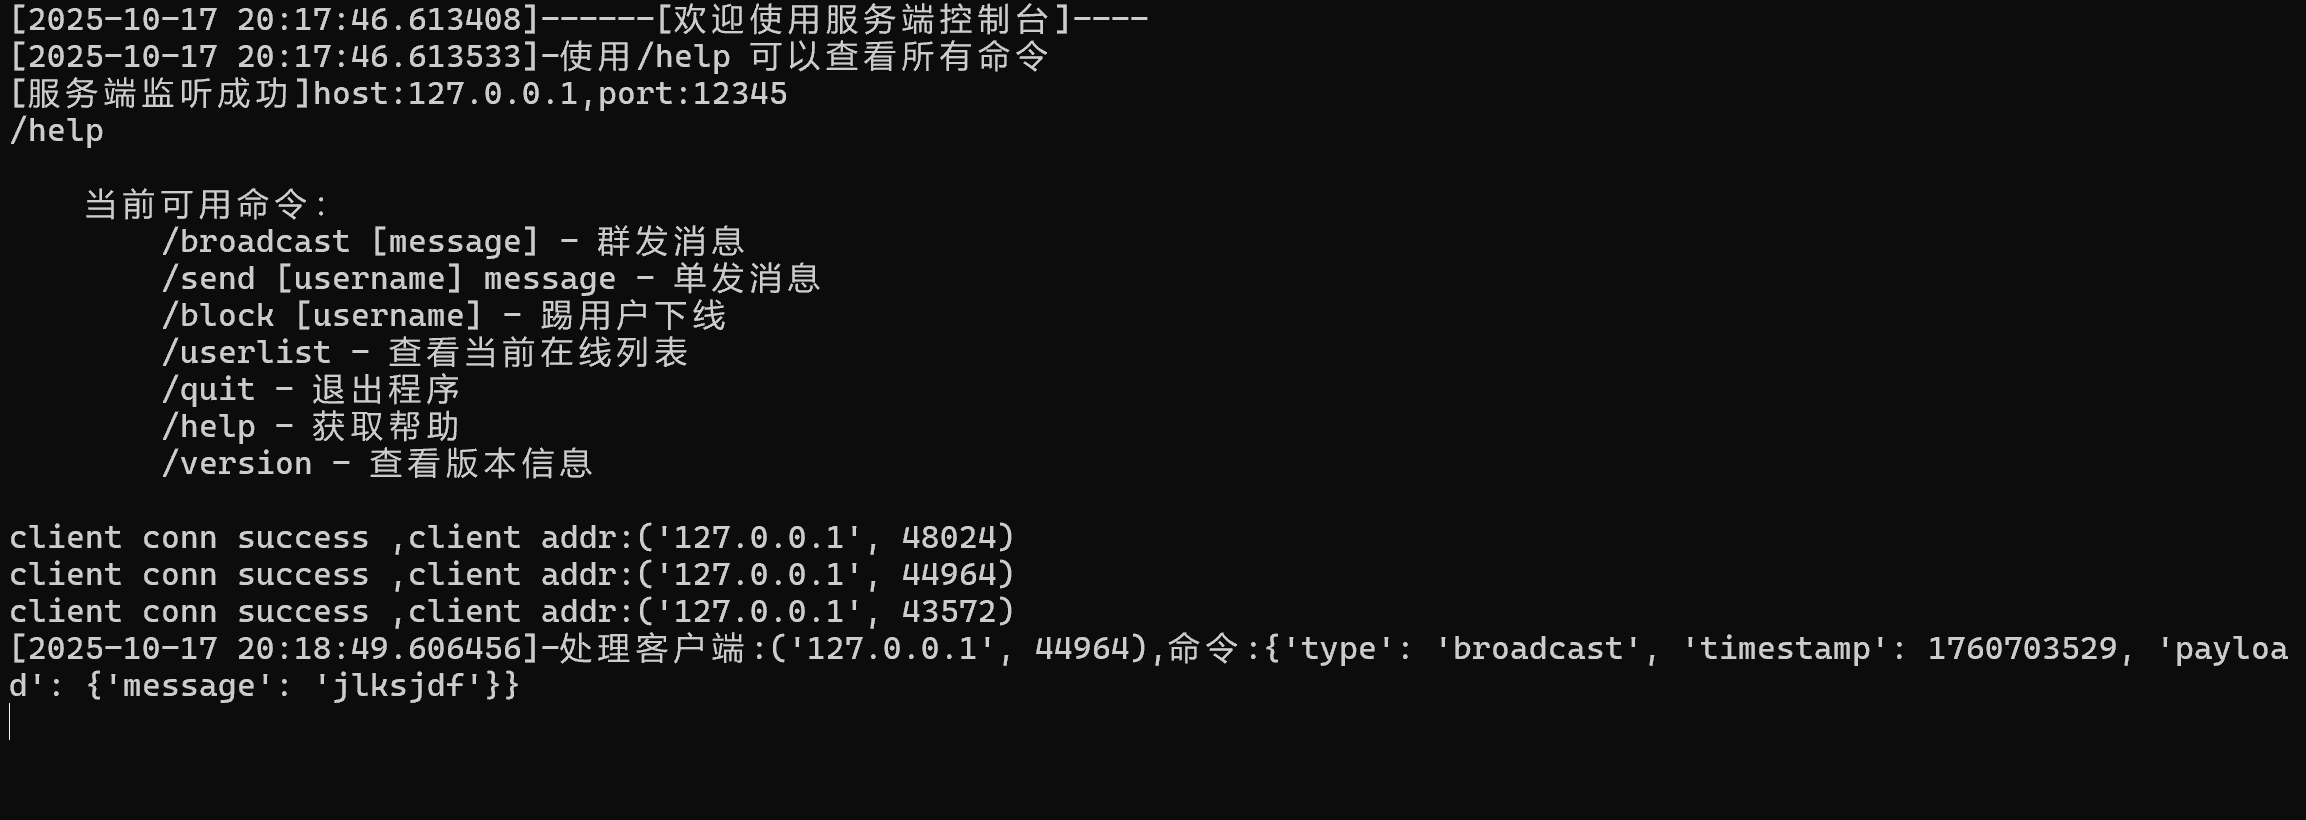 [2025-10-17 20:17:46.613408]------[欢迎使用服务端控制台]----
[2025-10-17 20:17:46.613533]-使用/help 可以查看所有命令
[服务端监听成功]host:127.0.0.1,port:12345
/help
当前可用命令：
/broadcast [message] - 群发消息
/send [username] message - 单发消息
/block [username] - 踢用户下线
/userlist - 查看当前在线列表
/quit - 退出程序
/help - 获取帮助
/version - 查看版本信息
client conn success ,client addr:('127.0.0.1', 48024)
client conn success ,client addr:('127.0.0.1', 44964)
client conn success ,client addr:('127.0.0.1', 43572)
[2025-10-17 20:18:49.606456]-处理客户端:('127.0.0.1', 44964),命令:{'type': 'broadcast', 'timestamp': 1760703529, 'payloa
d': {'message': 'jlksjdf'}}